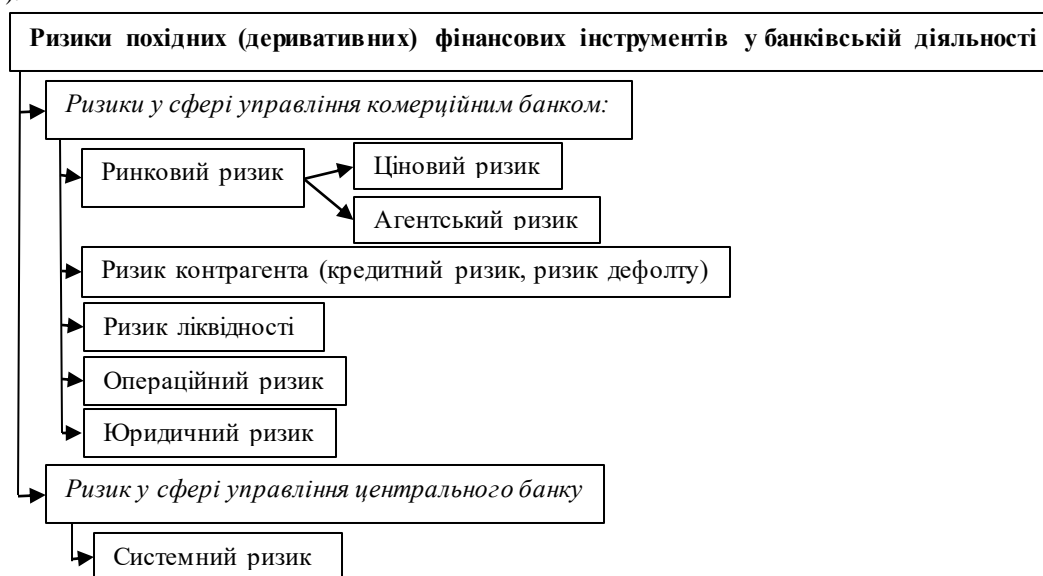 ).
Ризики похідних (деривативних) фінансових інструментів у банківській діяльності
Ризики у сфері управління комерційним банком:
Ринковий ризик
Ціновий ризик
Агентський ризик
Ризик контрагента (кредитний ризик, ризик дефолту)
Ризик ліквідності
Операційний ризик
Юридичний ризик
Ризик у сфері управління центрального банку
Системний ризик